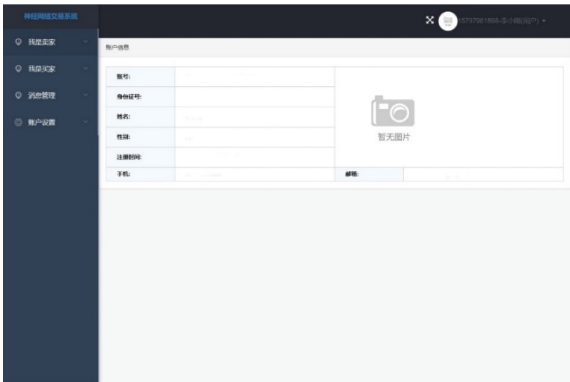 我是卖家
账户信息
我是买家
账号:
消息管理
身份证号:
账户设置
姓名:
暂无图片
性别:
注册时间:
手机:
邮箱: